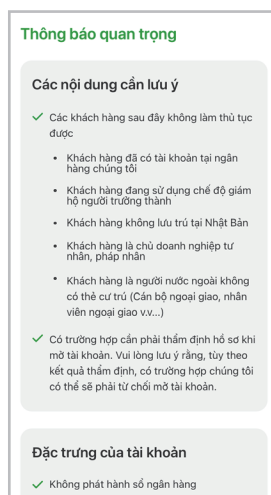 Thông báo quan trọng
Các nội dung cần lưu ý
Các khách hàng sau đây không làm thủ tục
được
• Khách hàng đã có tài khoản tại ngân
hàng chúng tôi
• Khách hàng đang sử dụng chế độ giám
hộ người trưởng thành
• Khách hàng không lưu trú tại Nhật Bản
• Khách hàng là chủ doanh nghiệp tư
nhân, pháp nhân
• Khách hàng là người nước ngoài không
có thẻ cư trú (Cán bộ ngoại giao, nhân
viên ngoại giao v.v...)
Có trường hợp cần phải thẩm định hồ sơ khi
mở tài khoản. Vui lòng lưu ý rằng, tùy theo
kết quả thẩm định, có trường hợp chúng tôi
có thể sẽ phải từ chối mở tài khoản.
Đặc trưng của tài khoản
Không phát hành sổ ngân hàng